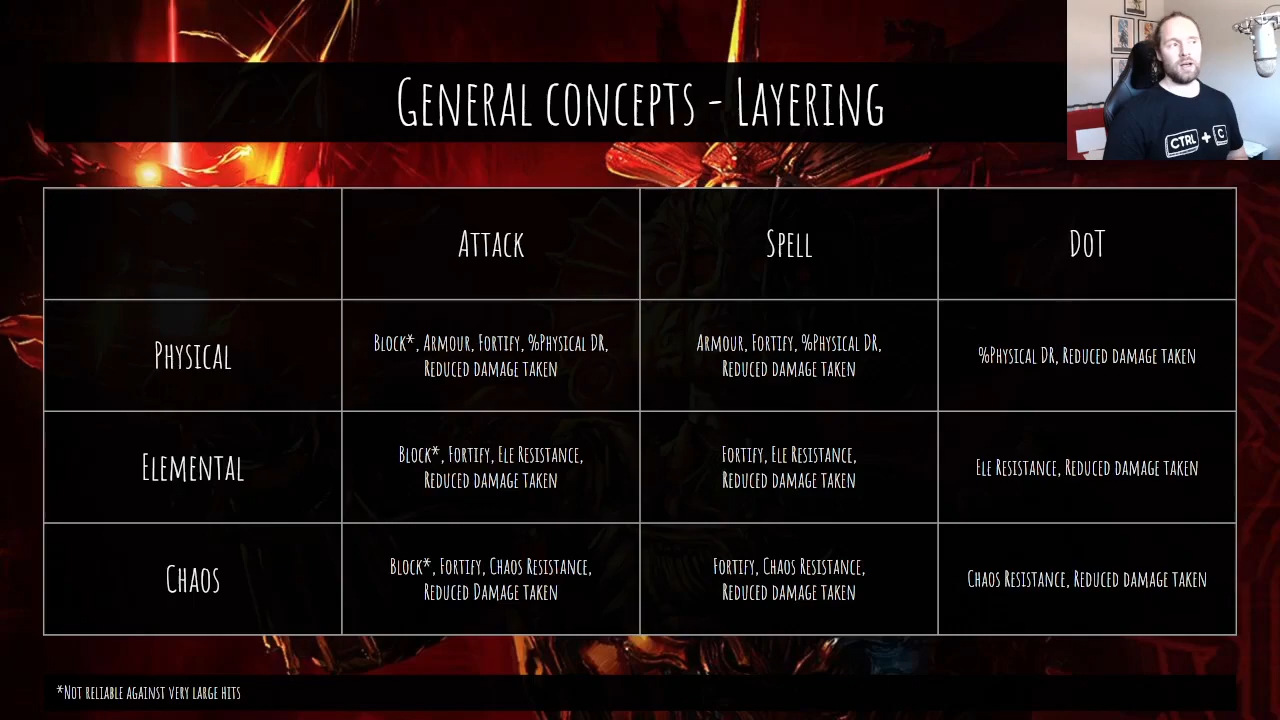 General concepts - Layering
CTRL + C
Attack
Spell
DoT
Physical
Block*, Armour, Fortify, %Physical DR,
Reduced damage taken
Armour, Fortify, %Physical DR,
Reduced damage taken
%Physical DR, Reduced damage taken
Elemental
Block*, Fortify, Ele Resistance,
Reduced damage taken
Fortify, Ele Resistance,
Reduced damage taken
Ele Resistance, Reduced damage taken
Chaos
Block*, Fortify, Chaos Resistance,
Reduced Damage taken
Fortify, Chaos Resistance,
Reduced damage taken
Chaos Resistance, Reduced damage taken
*Not reliable against very large hits